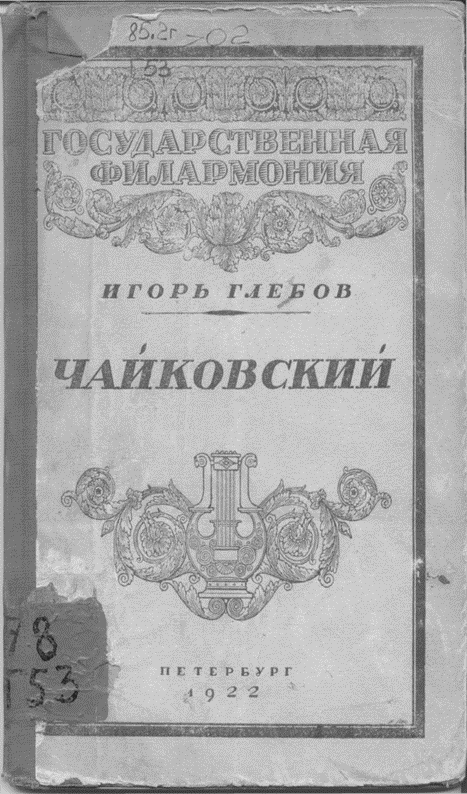 85.2г -02
Г53
ГОСУДАРСТВЕННАЯ
ФИЛАРМОНИЯ
ИГОРЬ ГЛЕБОВ
ЧАЙКОВСКИЙ
ПЕТЕРБУРГ
1922
78
Г53